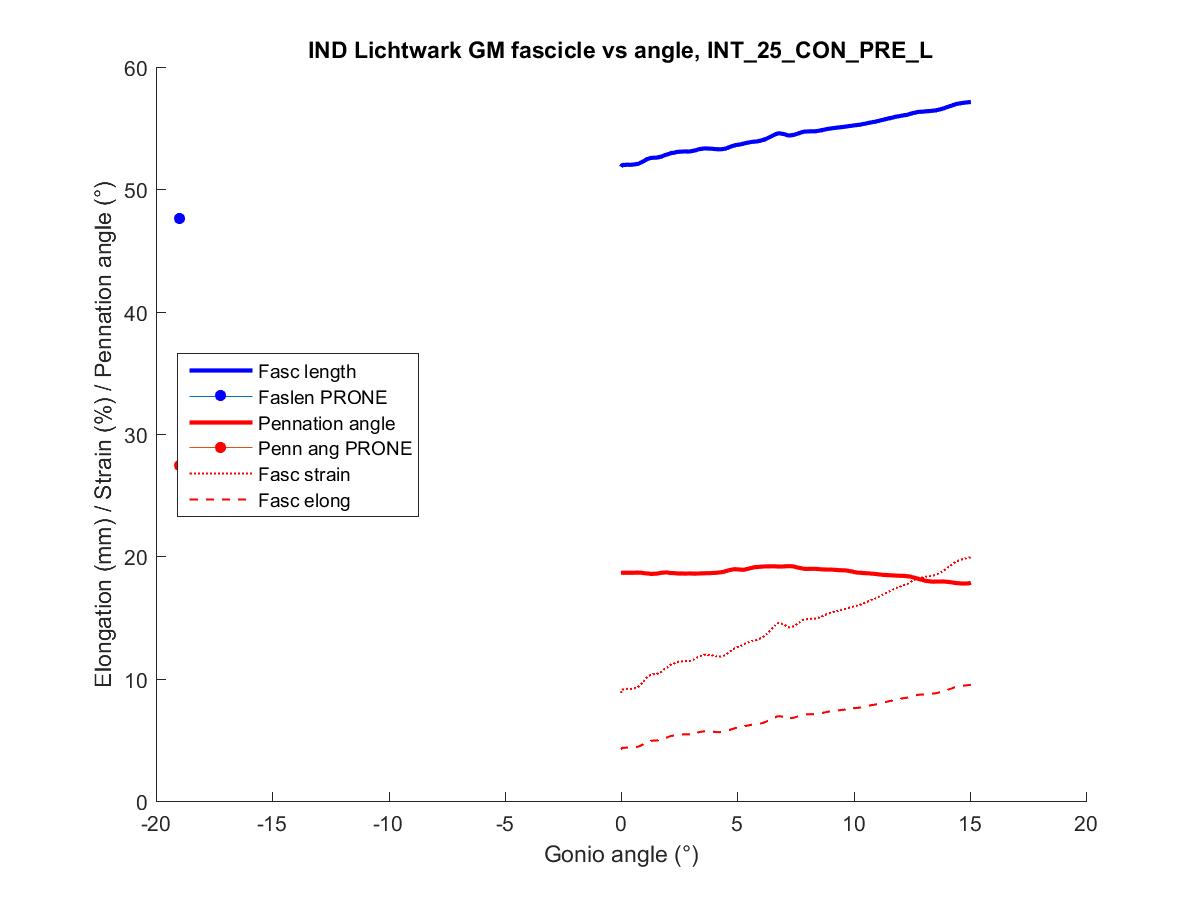 IND Lichtwark GM fascicle vs angle, INT_25_CON_PRE_L
Elongation (mm) / Strain (%) / Pennation angle (°)
60
50
40
30
20
10
0
Fasc length
Faslen PRONE
Pennation angle
Penn ang PRONE
Fasc strain
Fasc elong
-20
-15
-10
-5
0
5
10
15
20
Gonio angle (°)